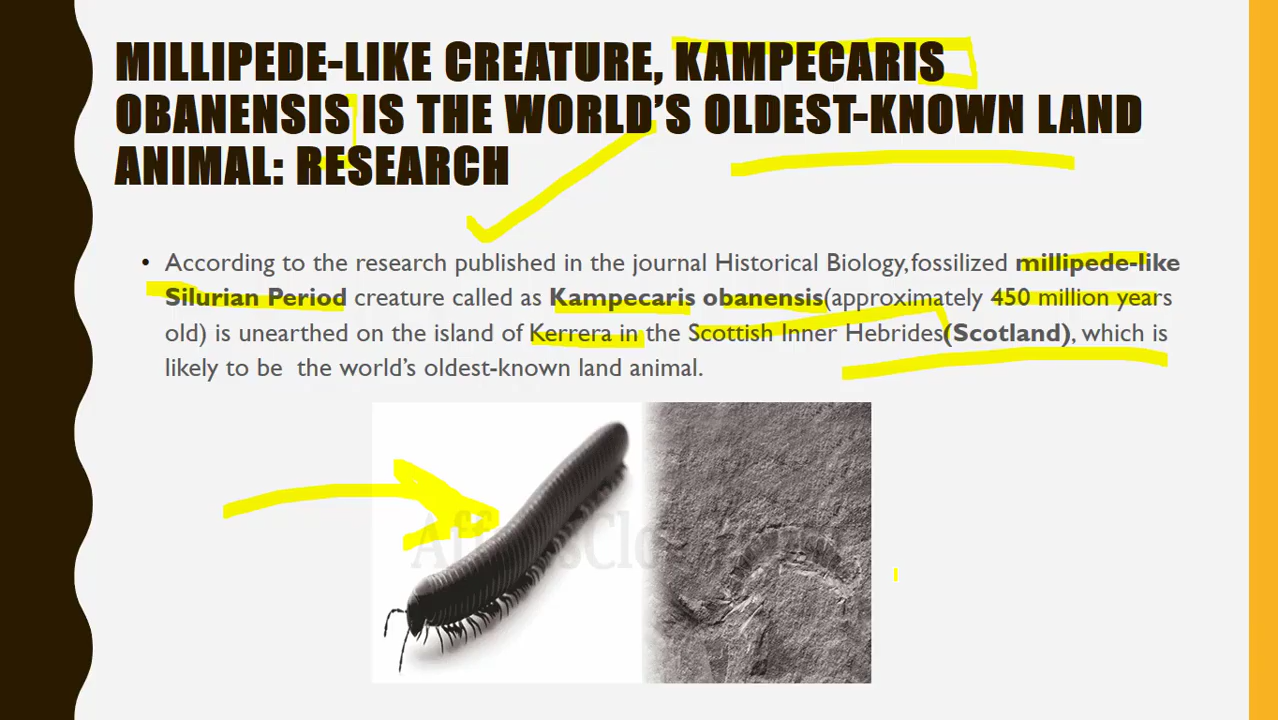 MILLIPEDE-LIKE CREATURE, KAMPECARIS
OBANENSIS IS THE WORLD’S OLDEST-KNOWN LAND
ANIMAL: RESEARCH
• According to the research published in the journal Historical Biology,fossilized millipede-like
Silurian Period creature called as Kampecaris obanensis(approximately 450 million years
old) is unearthed on the island of Kerrera in the Scottish Inner Hebrides(Scotland), which is
likely to be the world’s oldest-known land animal.